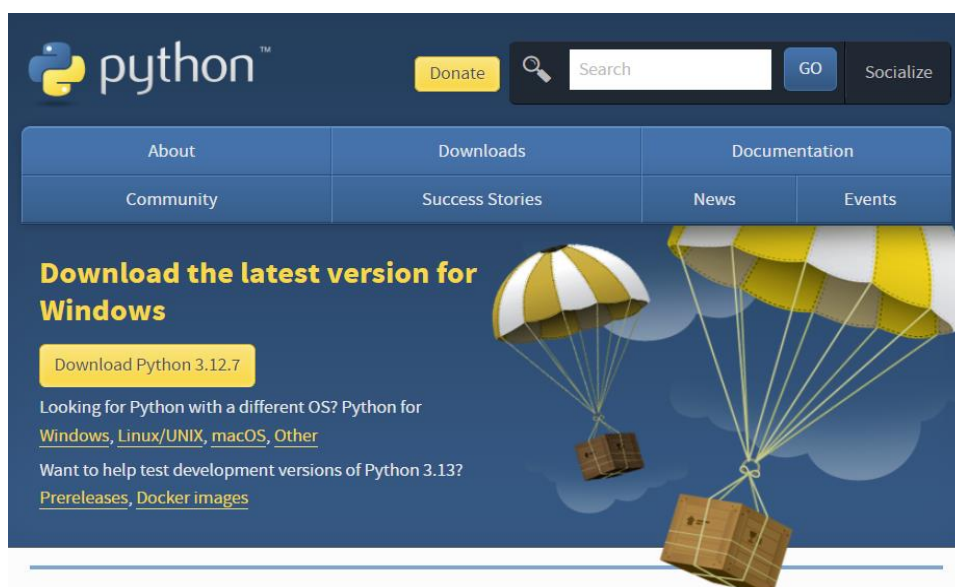 python™
Donate
Search
GO
Socialize
About
Downloads
Documentation
Community
Success Stories
News
Events
Download the latest version for
Windows
Download Python 3.12.7
Looking for Python with a different OS? Python for
Windows, Linux/UNIX, macOS, Other
Want to help test development versions of Python 3.13?
Prereleases, Docker images